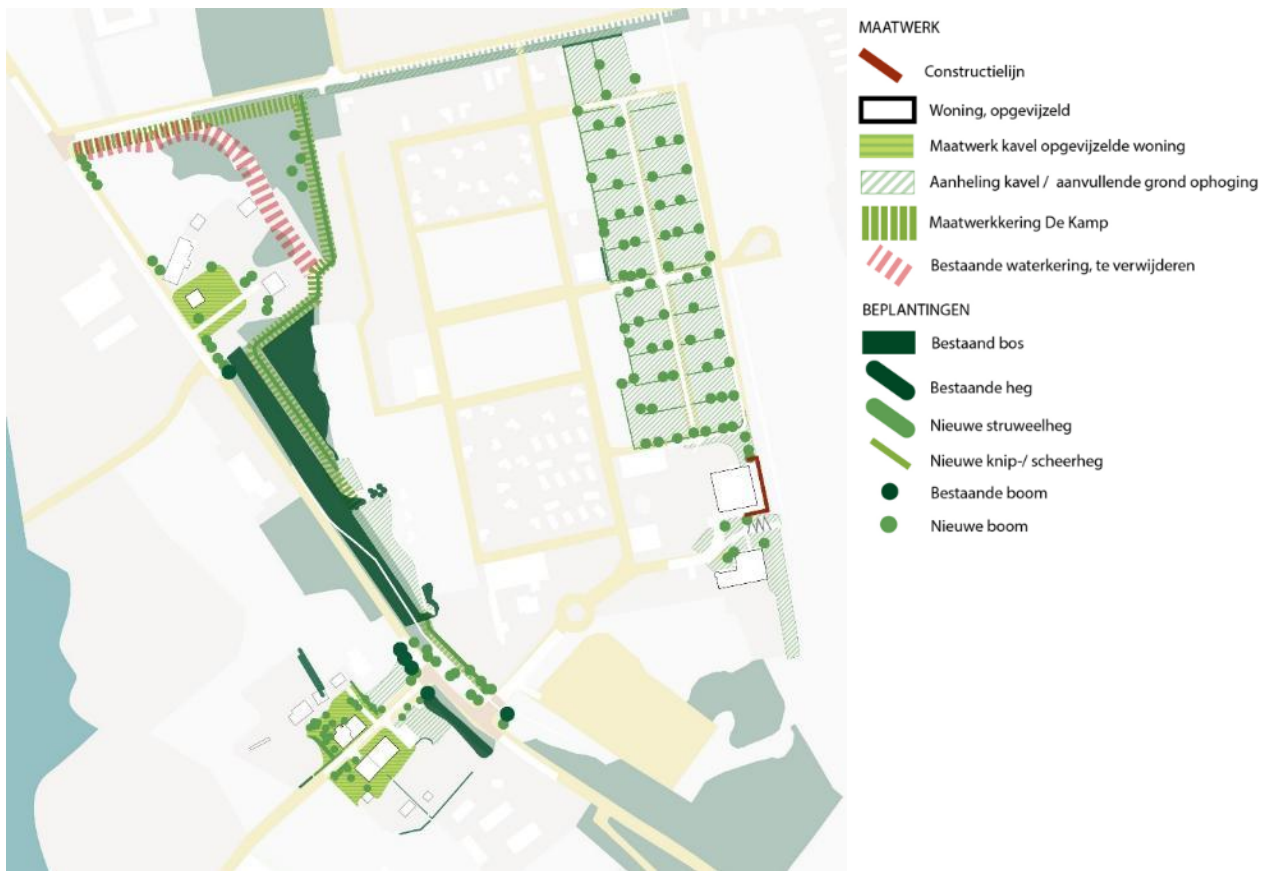 MAATWERK
Constructielijn
Woning, opgevijzeld
Maatwerk kavel opgevijzelde woning
Aanheling kavel / aanvullende grond ophoging
Maatwerkkering De Kamp
Bestaande waterkering, te verwijderen
BEPLANTINGEN
Bestaand bos
Bestaande heg
Nieuwe struweelheg
Nieuwe knip-/ scheerheg
Bestaande boom
Nieuwe boom